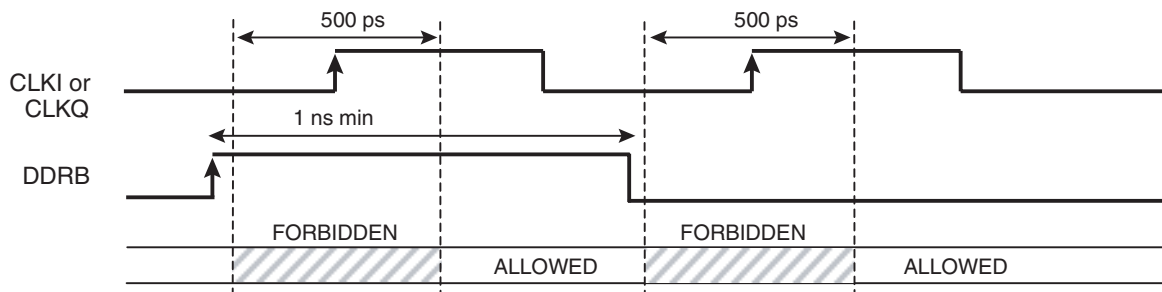 500 ps
500 ps
CLKI or
CLKQ
1 ns min
DDRB
FORBIDDEN
FORBIDDEN
ALLOWED
ALLOWED